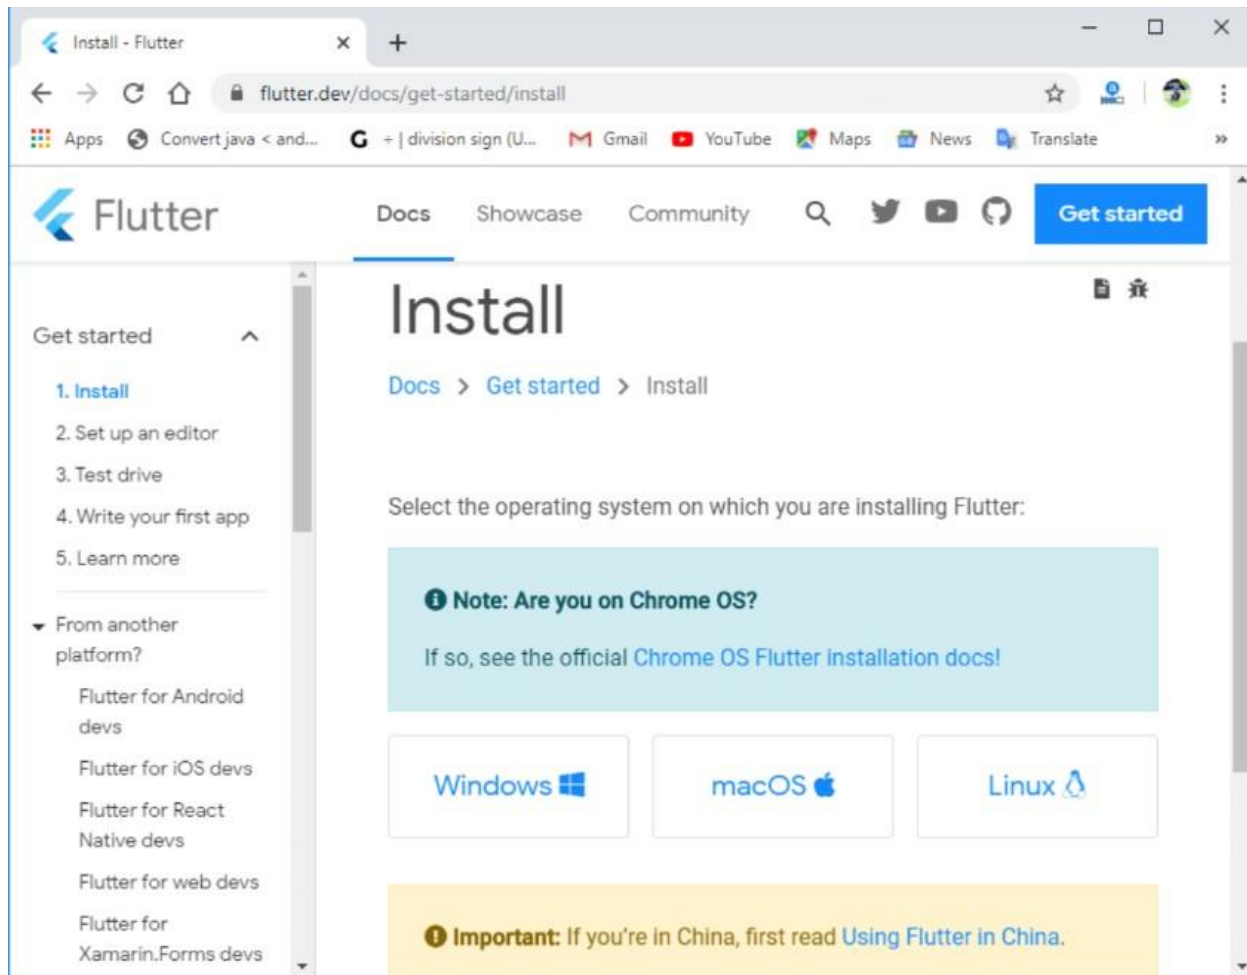 Install - Flutter
flutter.dev/docs/get-started/install
Apps Convert java < and... G ÷ | division sign (U... Gmail YouTube Maps News Translate »
Flutter Docs Showcase Community Get started
Install
Docs > Get started > Install
Get started
1. Install
2. Set up an editor
3. Test drive
4. Write your first app
5. Learn more
From another
platform?
Flutter for Android
devs
Flutter for iOS devs
Flutter for React
Native devs
Flutter for web devs
Flutter for
Xamarin.Forms devs
Select the operating system on which you are installing Flutter:
Note: Are you on Chrome OS?
If so, see the official Chrome OS Flutter installation docs!
Windows macOS Linux
Important: If you're in China, first read Using Flutter in China.